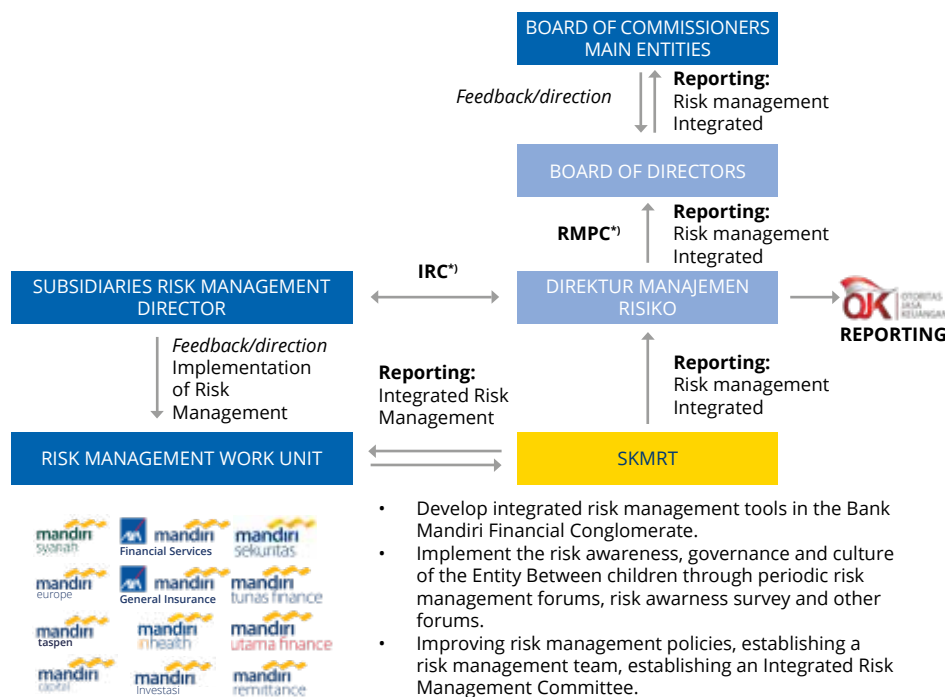 BOARD OF COMMISSIONERS
MAIN ENTITIES
Feedback/direction
Reporting:
Risk management
Integrated
BOARD OF DIRECTORS
RMPC*)
Reporting:
Risk management
Integrated
IRC*)
SUBSIDIARIES RISK MANAGEMENT
DIRECTOR
DIREKTUR MANAJEMEN
RISIKO
OJK
OTORITAS
JASA
KEUANGAN
REPORTING
Feedback/direction
Implementation
of Risk
Management
Reporting:
Integrated Risk
Management
Reporting:
Risk management
Integrated
RISK MANAGEMENT WORK UNIT
SKMRT
mandiri
syariah
AXA mandiri
Financial Services
mandiri
sekuritas
mandiri
europe
AXA mandiri
General Insurance
mandiri
tunas finance
mandiri
taspen
mandiri
inhealth
mandiri
utama finance
mandiri
capital
mandiri
Investasi
mandiri
remittance
• Develop integrated risk management tools in the Bank
Mandiri Financial Conglomerate.
• Implement the risk awareness, governance and culture
of the Entity Between children through periodic risk
management forums, risk awarness survey and other
forums.
• Improving risk management policies, establishing a
risk management team, establishing an Integrated Risk
Management Committee.